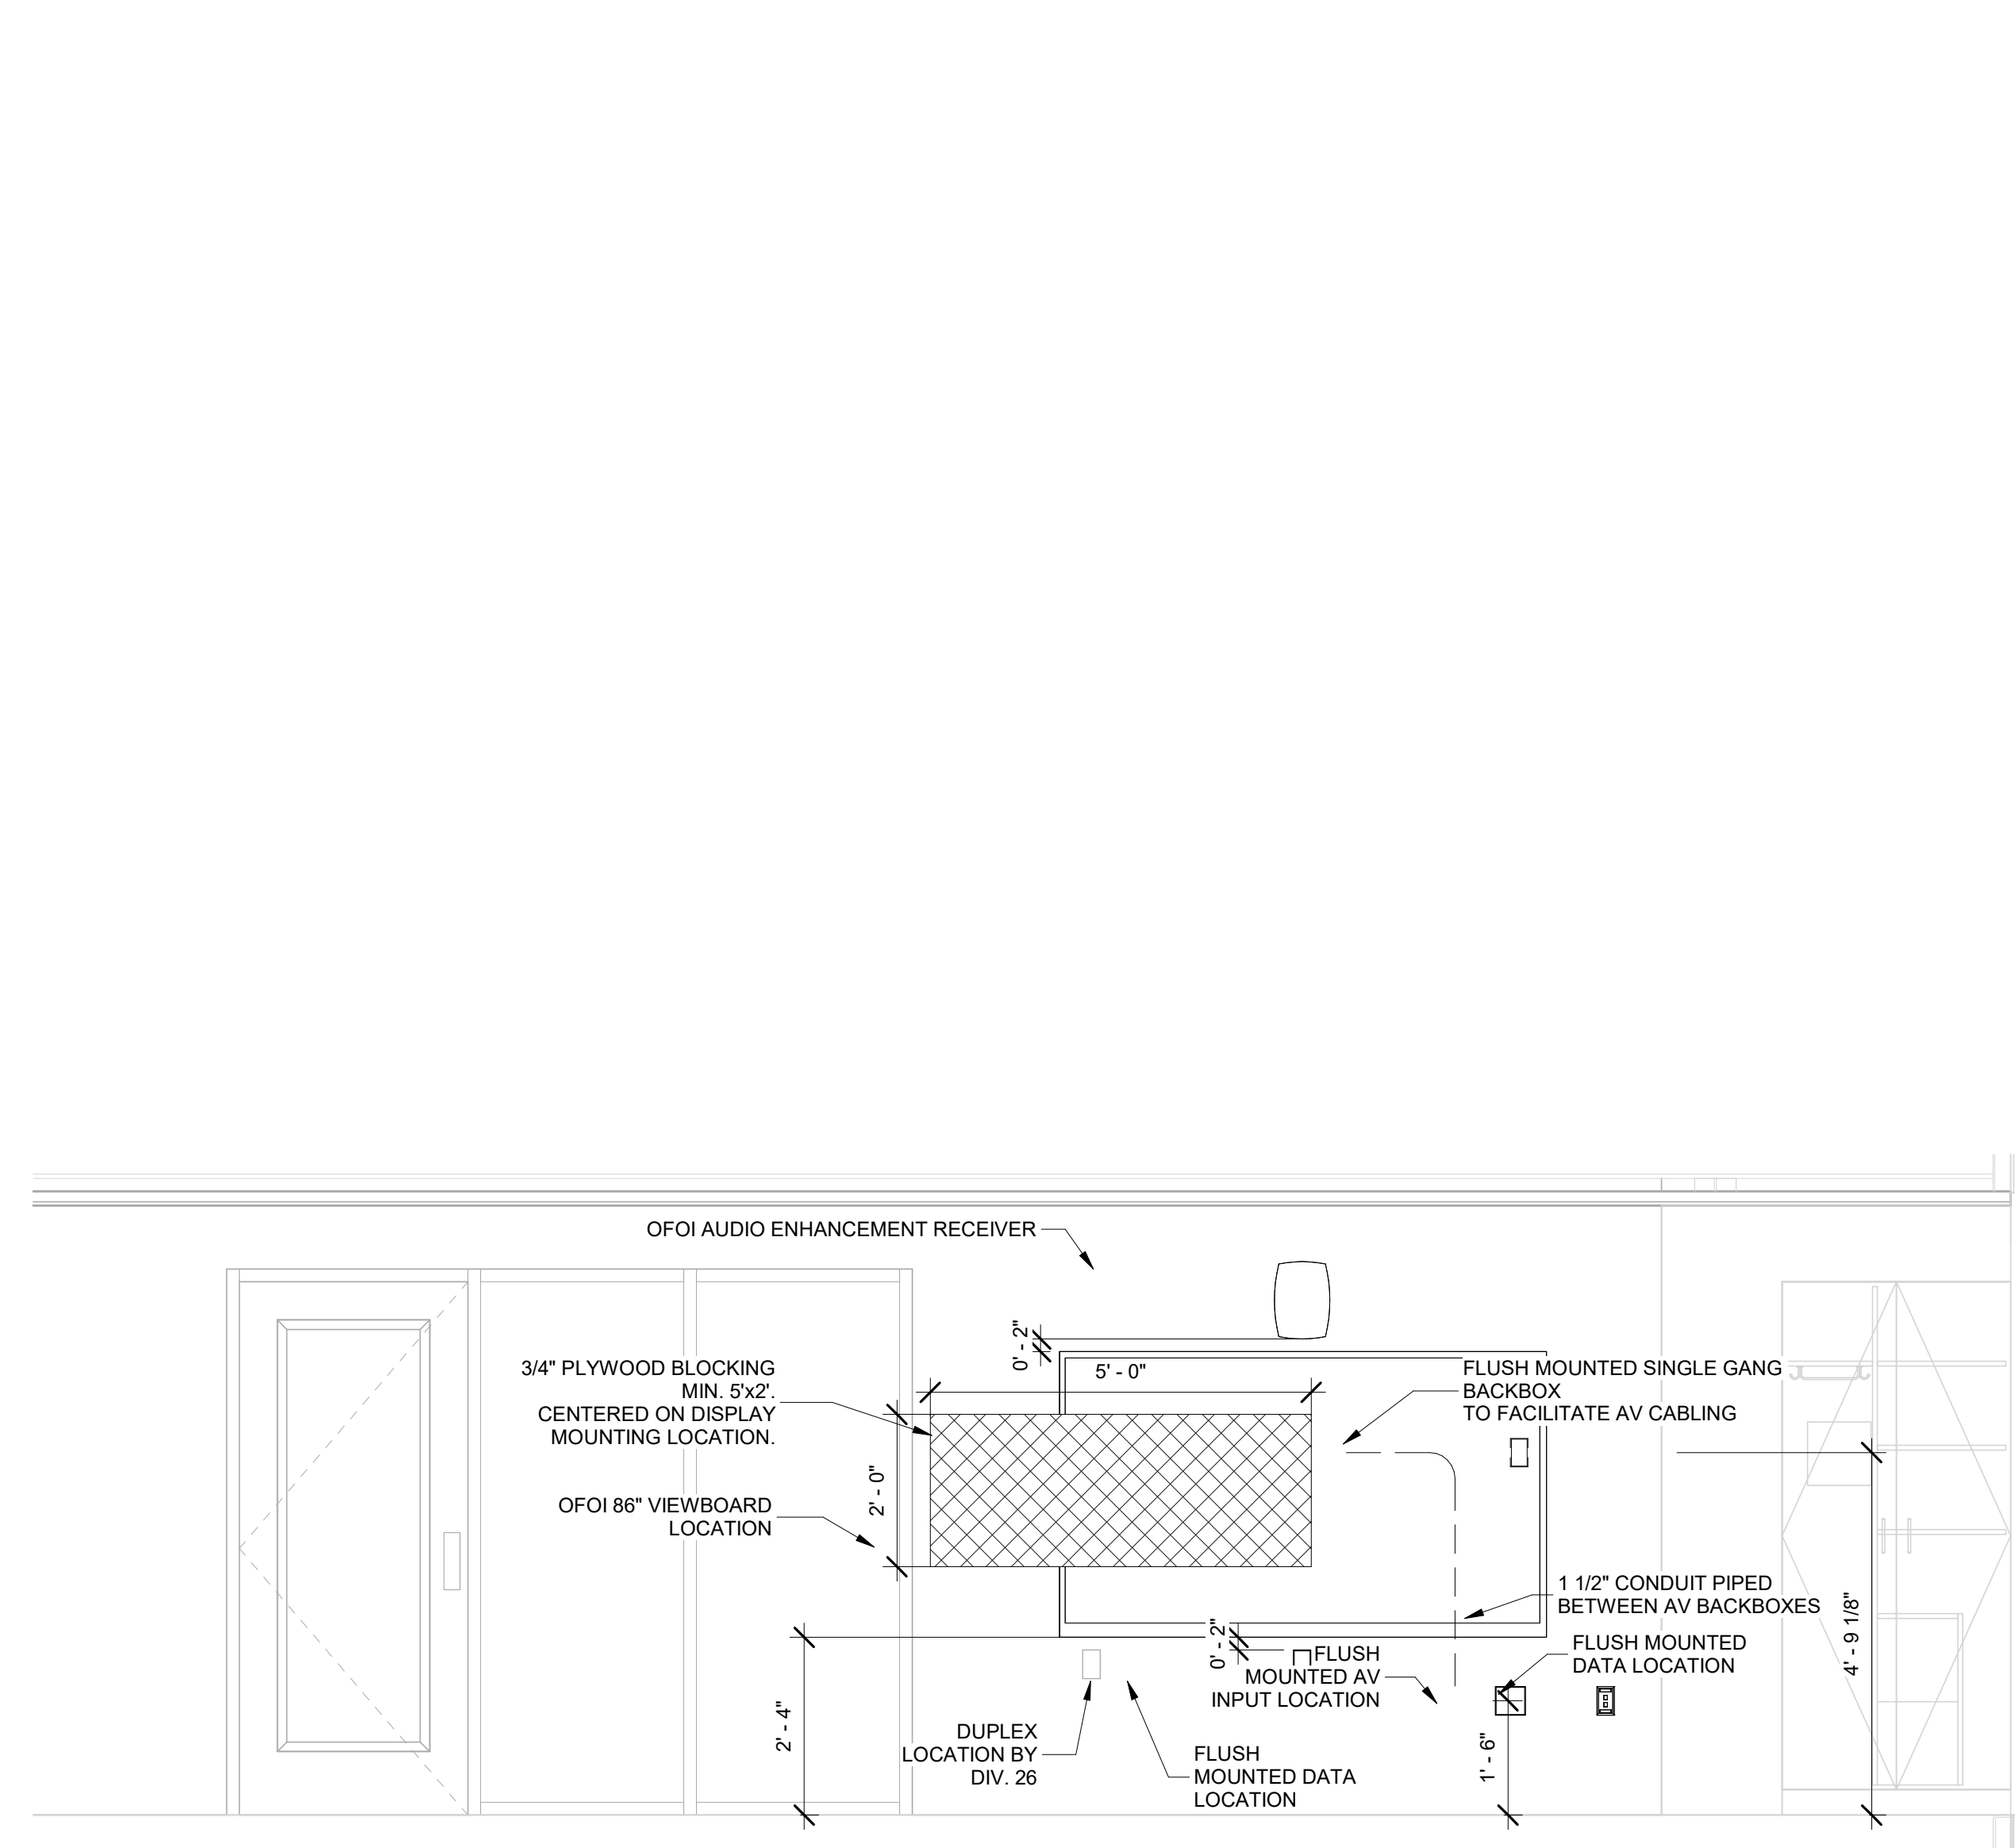 OFOI AUDIO ENHANCEMENT RECEIVER
0' - 2"
5' - 0"
3/4" PLYWOOD BLOCKING
MIN. 5'x2'.
CENTERED ON DISPLAY
MOUNTING LOCATION.
FLUSH MOUNTED SINGLE GANG
BACKBOX
TO FACILITATE AV CABLING
2' - 0"
OFOI 86" VIEWBOARD
LOCATION
1 1/2" CONDUIT PIPED
BETWEEN AV BACKBOXES
4' - 9 1/8"
0' - 2"
FLUSH
MOUNTED AV
INPUT LOCATION
FLUSH MOUNTED
DATA LOCATION
2' - 4"
DUPLEX
LOCATION BY
DIV. 26
FLUSH
MOUNTED DATA
LOCATION
1' - 6"